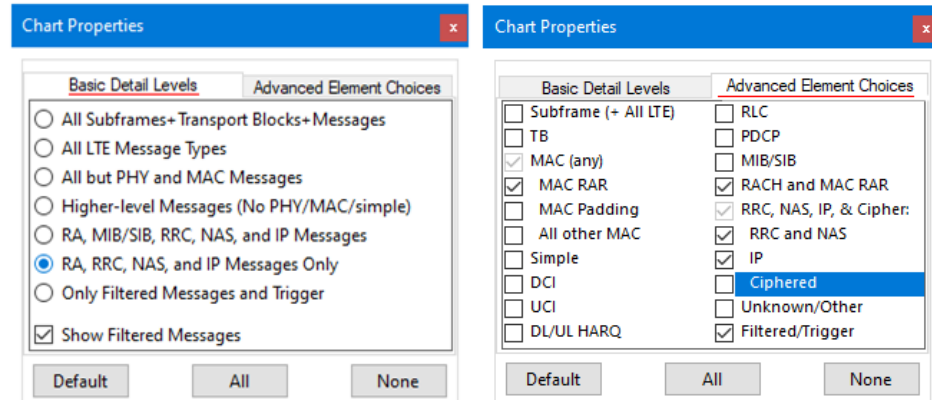 Chart Properties
x
Basic Detail Levels
Advanced Element Choices
All Subframes+Transport Blocks+Messages
All LTE Message Types
All but PHY and MAC Messages
Higher-level Messages (No PHY/MAC/simple)
RA, MIB/SIB, RRC, NAS, and IP Messages
RA, RRC, NAS, and IP Messages Only
Only Filtered Messages and Trigger
Show Filtered Messages
Default
All
None
Chart Properties
x
Basic Detail Levels
Advanced Element Choices
Subframe (+ All LTE)
TB
MAC (any)
MAC RAR
MAC Padding
All other MAC
Simple
DCI
UCI
DL/UL HARQ
RLC
PDCP
MIB/SIB
RACH and MAC RAR
RRC, NAS, IP, & Cipher:
RRC and NAS
IP
Ciphered
Unknown/Other
Filtered/Trigger
Default
All
None